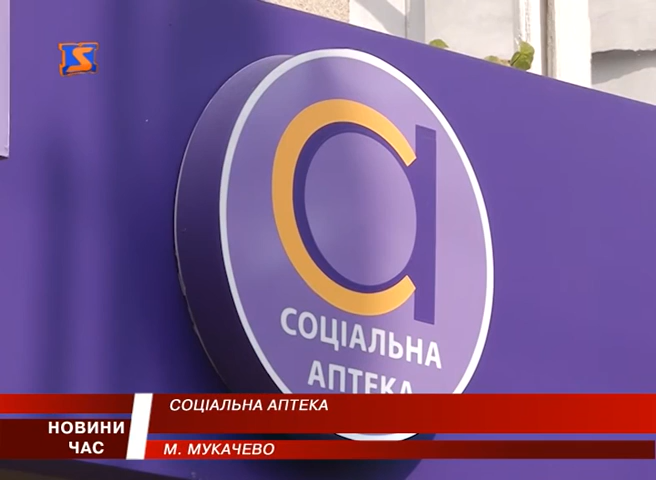 СОЦІАЛЬНА
АПТЕКА
СОЦІАЛЬНА АПТЕКА
НОВИНИ
ЧАС
М. МУКАЧЕВО